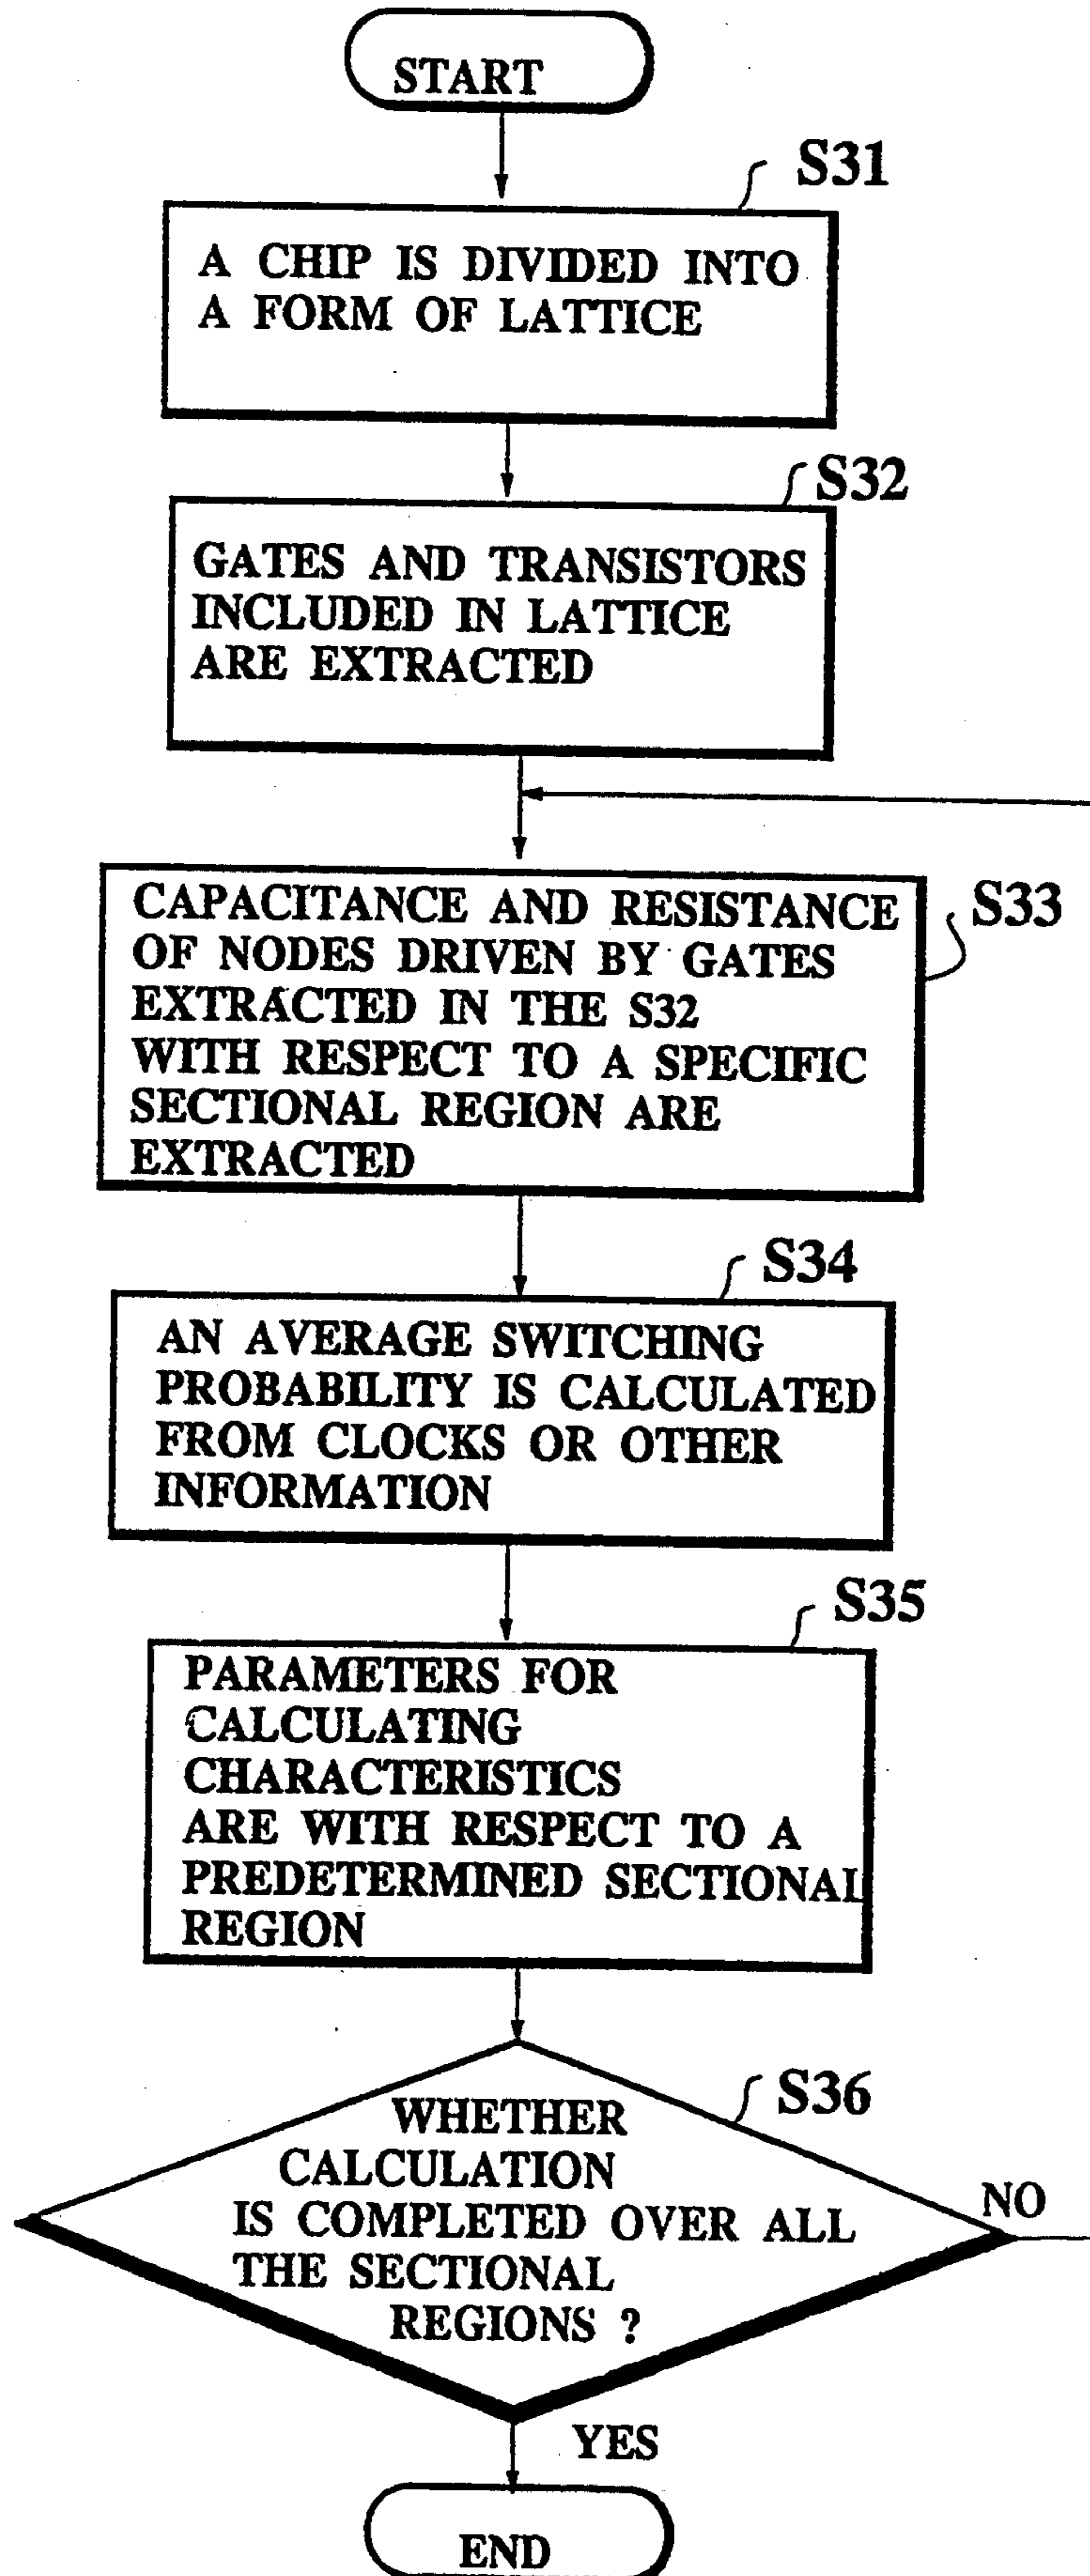 START
S31
A CHIP IS DIVIDED INTO
A FORM OF LATTICE
S32
GATES AND TRANSISTORS
INCLUDED IN LATTICE
ARE EXTRACTED
S33
CAPACITANCE AND RESISTANCE
OF NODES DRIVEN BY GATES
EXTRACTED IN THE S32
WITH RESPECT TO A SPECIFIC
SECTIONAL REGION ARE
EXTRACTED
S34
AN AVERAGE SWITCHING
PROBABILITY IS CALCULATED
FROM CLOCKS OR OTHER
INFORMATION
S35
PARAMETERS FOR
CALCULATING
CHARACTERISTICS
ARE WITH RESPECT TO A
PREDETERMINED SECTIONAL
REGION
S36
WHETHER
CALCULATION
IS COMPLETED OVER ALL
THE SECTIONAL
REGIONS ?
NO
YES
END